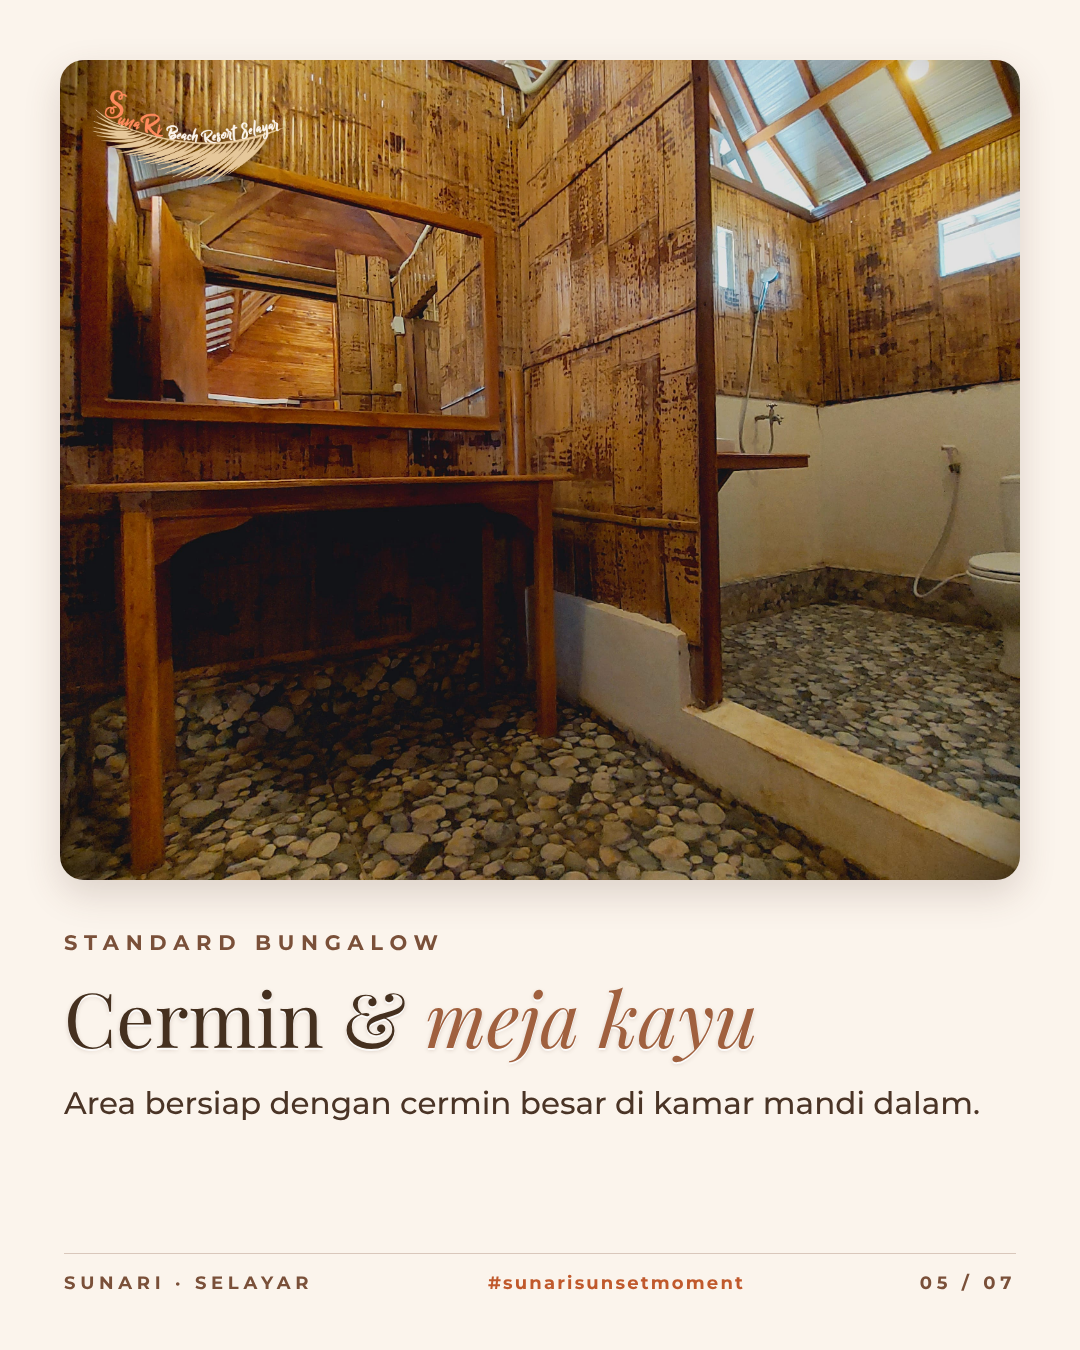 SunaRi Beach Resort Selayar
STANDARD BUNGALOW
Cermin & meja kayu
Area bersiap dengan cermin besar di kamar mandi dalam.
SUNARI · SELAYAR
#sunarisunsetmoment
05 / 07